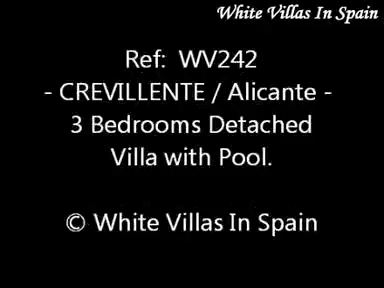 White Villas In Spain
Ref: WV242
- CREVILLENTE / Alicante -
3 Bedrooms Detached
Villa with Pool.
© White Villas In Spain